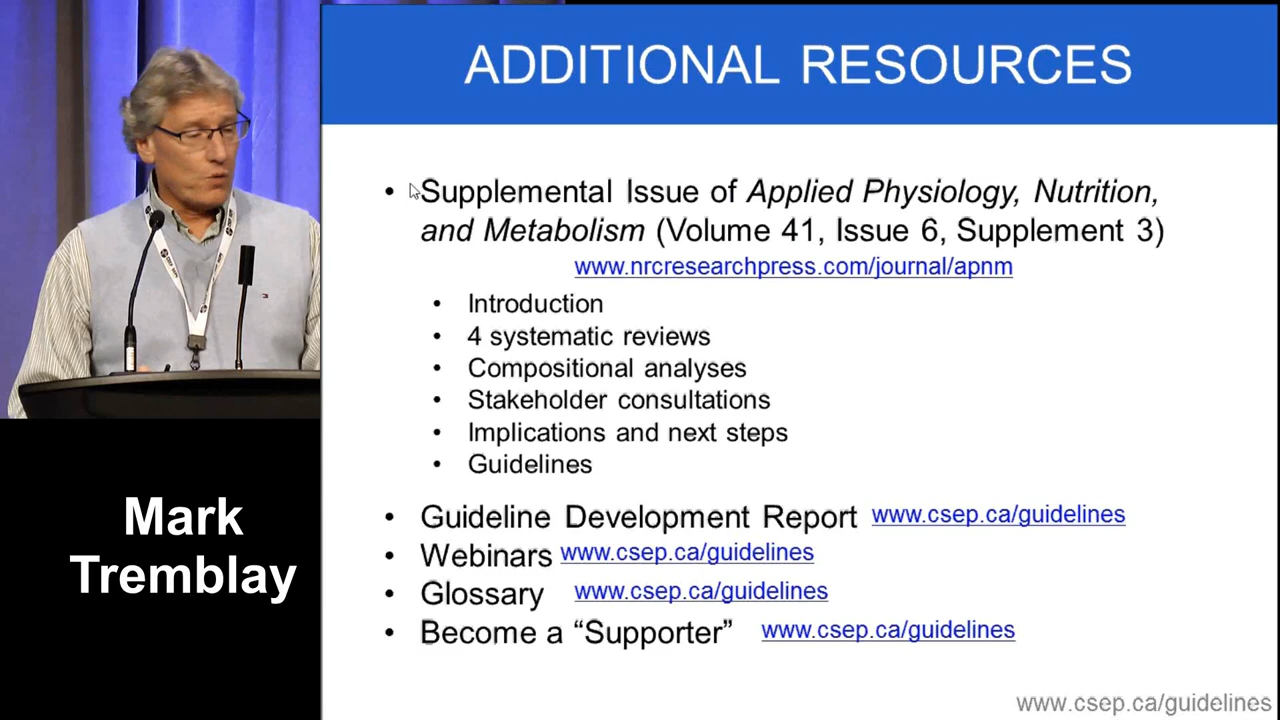 ADDITIONAL RESOURCES
• Supplemental Issue of Applied Physiology, Nutrition,
and Metabolism (Volume 41, Issue 6, Supplement 3)
www.nrcresearchpress.com/journal/apnm
• Introduction
• 4 systematic reviews
• Compositional analyses
• Stakeholder consultations
• Implications and next steps
• Guidelines
• Guideline Development Report www.csep.ca/guidelines
• Webinars www.csep.ca/guidelines
• Glossary www.csep.ca/guidelines
• Become a “Supporter” www.csep.ca/guidelines
www.csep.ca/guidelines
Mark
Tremblay